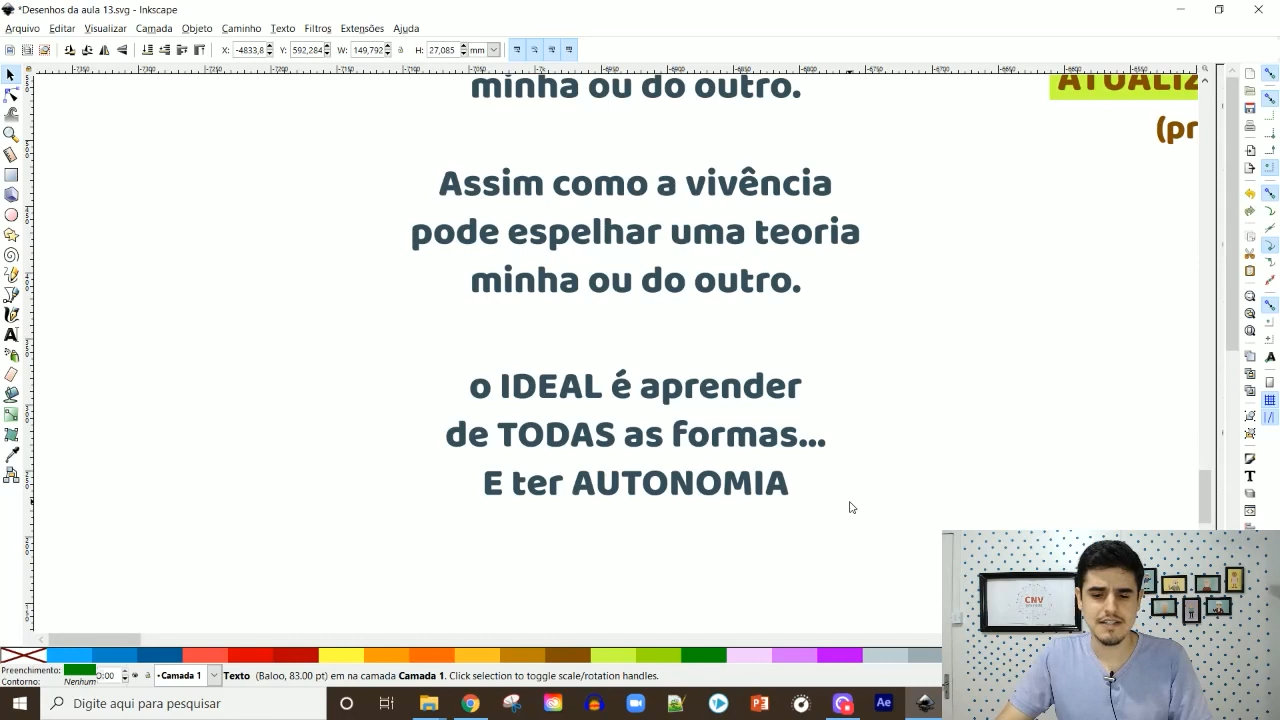 *Desenhos da aula 13.svg - Inkscape
Arquivo Editar Visualizar Camada Objeto Caminho Texto Filtros Extensões Ajuda
X: -4833,8 Y: 592,284 W: 149,792 H: 27,085 mm
minha ou do outro.
ATUALIZ
(pr
Assim como a vivência
pode espelhar uma teoria
minha ou do outro.
o IDEAL é aprender
de TODAS as formas...
E ter AUTONOMIA
CNV
Preenchimento:
Contorno:
Nenhum
Camada 1
Texto (Baloo, 83.00 pt) em na camada Camada 1. Click selection to toggle scale/rotation handles.
Digite aqui para pesquisar